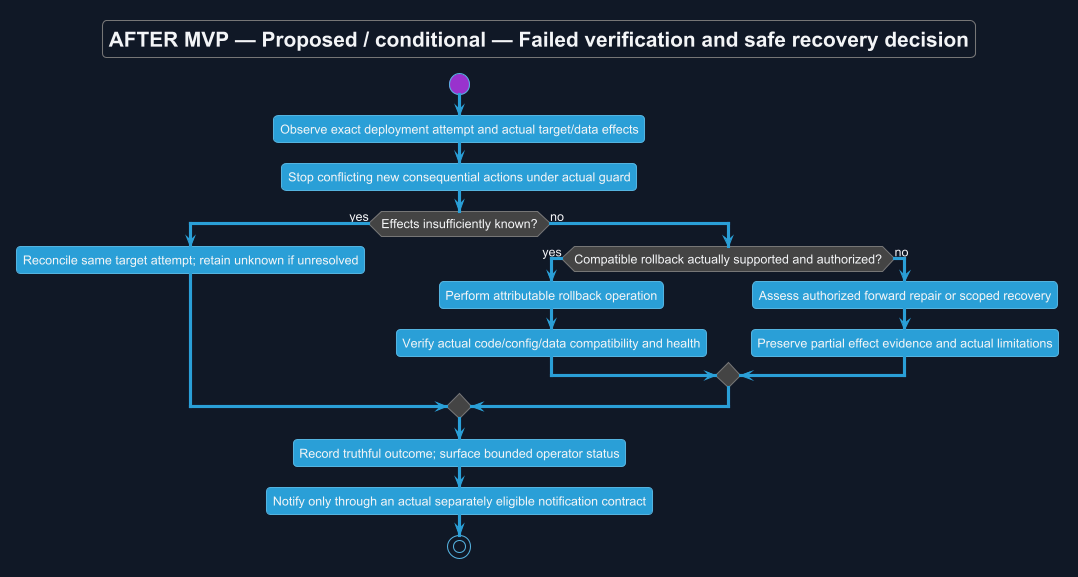 AFTER MVP — Proposed / conditional — Failed verification and safe recovery decision
Observe exact deployment attempt and actual target/data effects
Stop conflicting new consequential actions under actual guard
yes
Effects insufficiently known?
no
Reconcile same target attempt; retain unknown if unresolved
yes
Compatible rollback actually supported and authorized?
no
Perform attributable rollback operation
Assess authorized forward repair or scoped recovery
Verify actual code/config/data compatibility and health
Preserve partial effect evidence and actual limitations
Record truthful outcome; surface bounded operator status
Notify only through an actual separately eligible notification contract